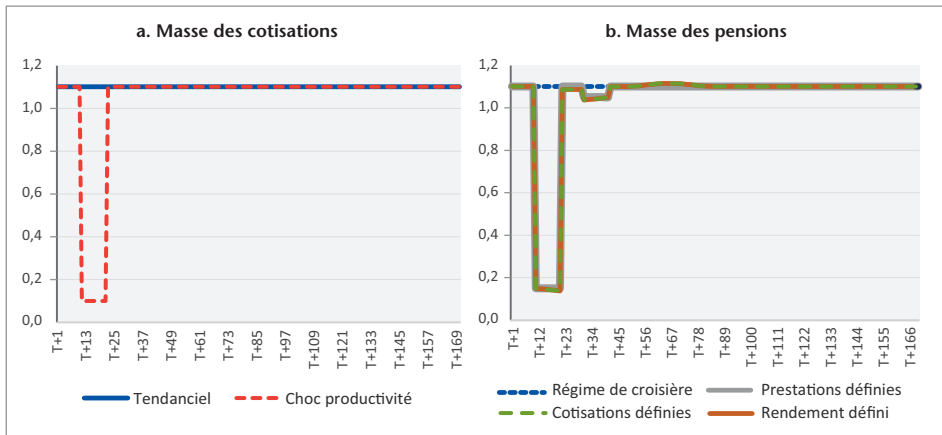 a. Masse des cotisations
1,2
1,0
0,8
0,6
0,4
0,2
0,0
T+1
T+13
T+25
T+37
T+49
T+61
T+73
T+85
T+97
T+109
T+121
T+133
T+145
T+157
T+169
Tendanciel
Choc productivité
b. Masse des pensions
1,2
1,0
0,8
0,6
0,4
0,2
0,0
T+1
T+12
T+23
T+34
T+45
T+56
T+67
T+78
T+89
T+100
T+111
T+122
T+133
T+144
T+155
T+166
Régime de croisière
Prestations définies
Cotisations définies
Rendement défini